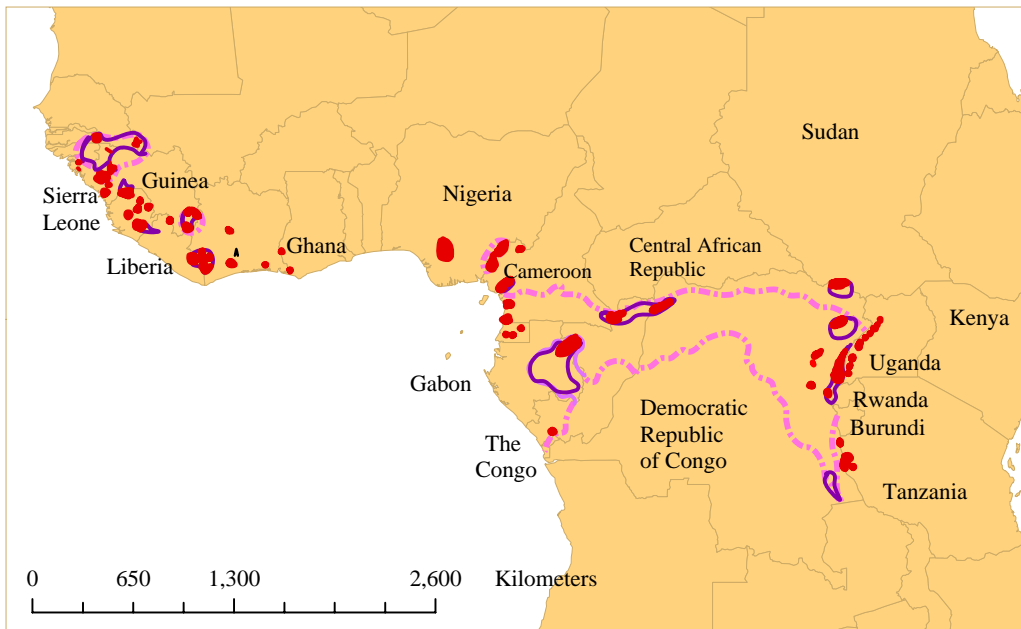 Sudan
Guinea
Sierra
Leone
Nigeria
Ghana
Central African
Republic
Liberia
Cameroon
Kenya
Uganda
Gabon
Rwanda
Burundi
Democratic
Republic
of Congo
The
Congo
Tanzania
0 650 1,300 2,600 Kilometers